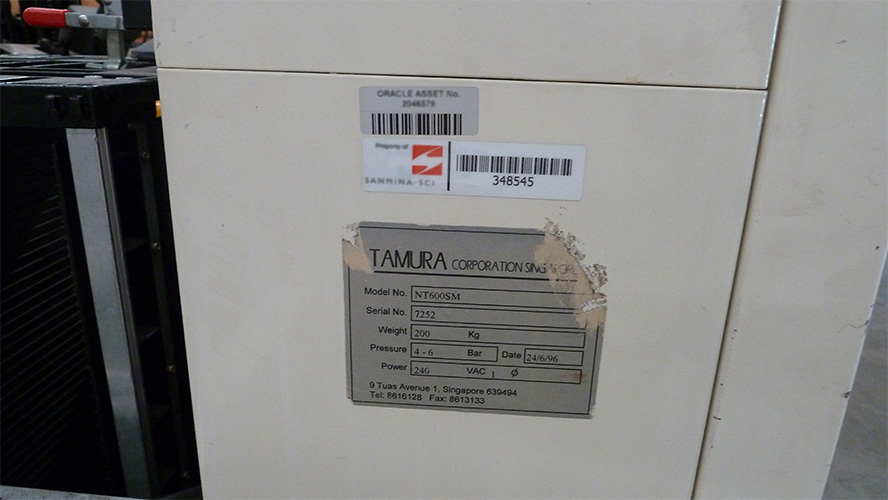 ORACLE ASSET No.
2046579
Property of
SANMINA-SCI
348545
TAMURA CORPORATION SINGAPORE
Model No. NT600SM
Serial No. 7252
Weight 200 Kg
Pressure 4 - 6 Bar Date 24/6/96
Power 240 VAC 1 Ø
9 Tuas Avenue 1, Singapore 639494
Tel: 8616128 Fax: 8613133